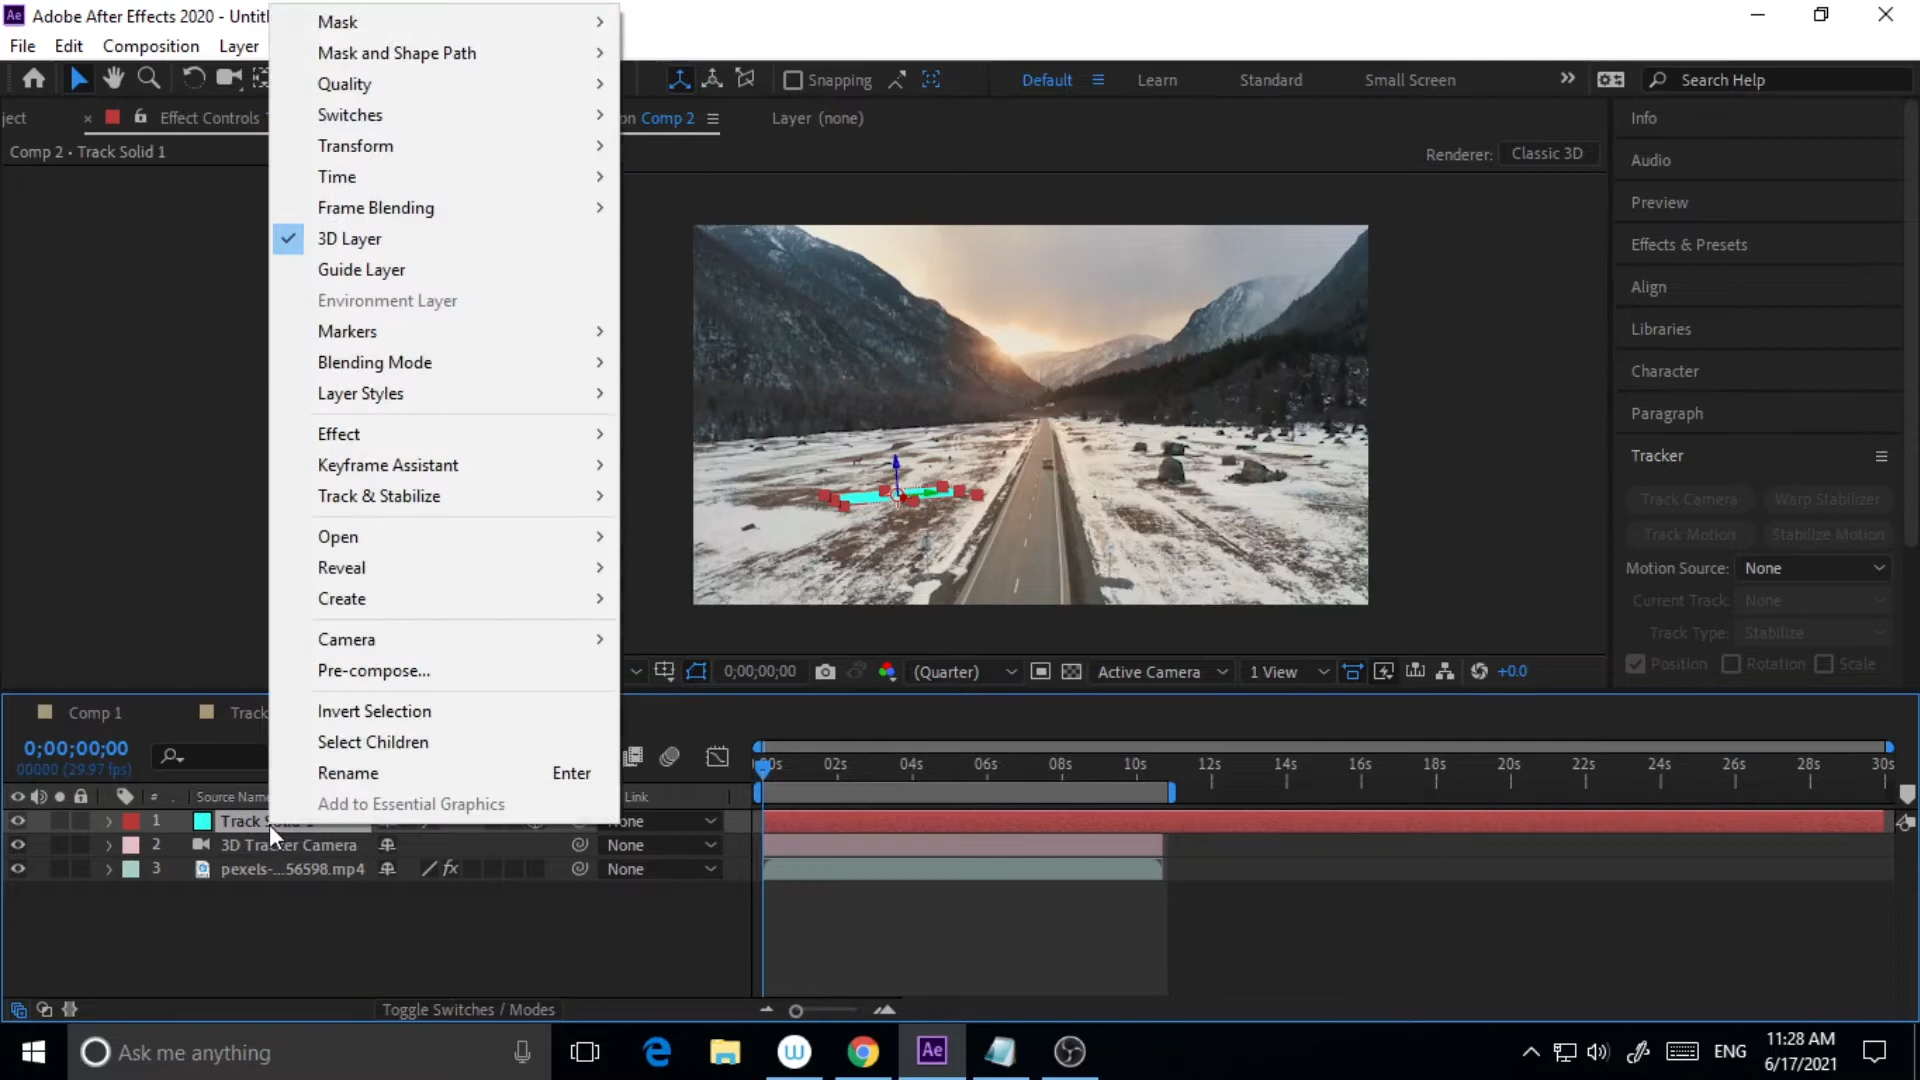 Adobe After Effects 2020 - Untitl
File Edit Composition Layer
Snapping
Default
Learn
Standard
Small Screen
Search Help
ject
Effect Controls T
on Comp 2
Layer (none)
Comp 2 • Track Solid 1
Renderer: Classic 3D
Mask
Mask and Shape Path
Quality
Switches
Transform
Time
Frame Blending
3D Layer
Guide Layer
Environment Layer
Markers
Blending Mode
Layer Styles
Effect
Keyframe Assistant
Track & Stabilize
Open
Reveal
Create
Camera
Pre-compose...
Invert Selection
Select Children
Rename Enter
Add to Essential Graphics
Info
Audio
Preview
Effects & Presets
Align
Libraries
Character
Paragraph
Tracker
Track Camera Warp Stabilizer
Track Motion Stabilize Motion
Motion Source: None
Current Track: None
Track Type: Stabilize
Position Rotation Scale
0;00;00;00 (Quarter) Active Camera 1 View +0.0
Comp 1 Track
0;00;00;00
00000 (29.97 fps)
00s 02s 04s 06s 08s 10s 12s 14s 16s 18s 20s 22s 24s 26s 28s 30s
# . Source Name Link
1 Track Solid 1 None
2 3D Tracker Camera None
3 pexels-...56598.mp4 fx None
Toggle Switches / Modes
Ask me anything
W
Ae
ENG
11:28 AM
6/17/2021